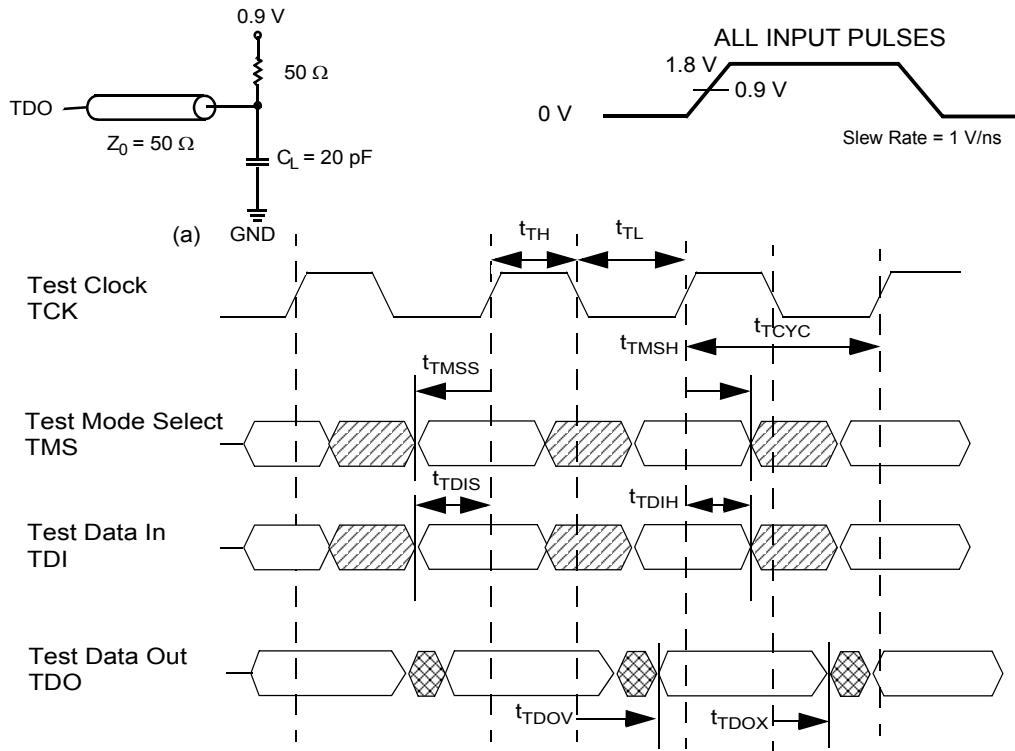 0.9 V
50 Ω
TDO
Z0 = 50 Ω
CL = 20 pF
(a)
GND
ALL INPUT PULSES
1.8 V
0.9 V
0 V
Slew Rate = 1 V/ns
tTH
tTL
Test Clock
TCK
tTCYC
tTMSH
tTMSS
Test Mode Select
TMS
tTDIS
tTDIH
Test Data In
TDI
Test Data Out
TDO
tTDOV
tTDOX